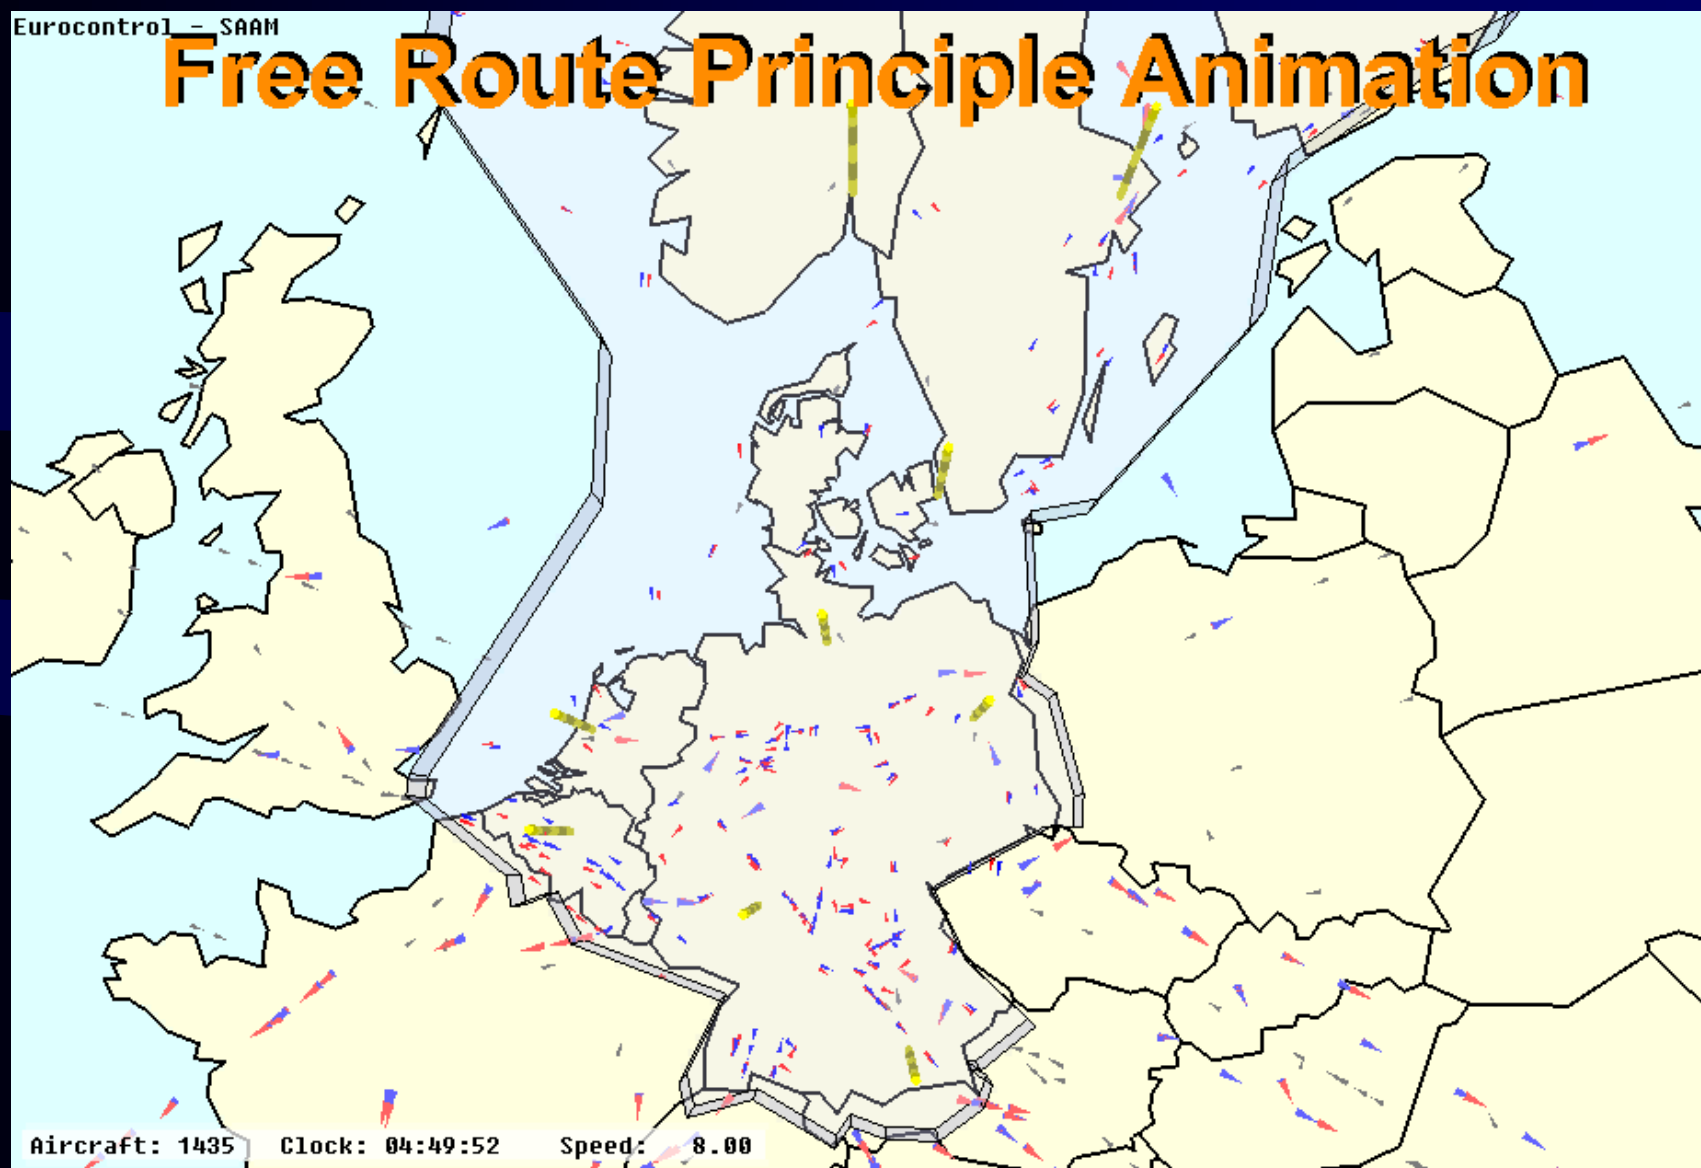 Eurocontrol - SAAM
Free Route Principle Animation
Aircraft: 1435 Clock: 04:49:52 Speed: 8.00